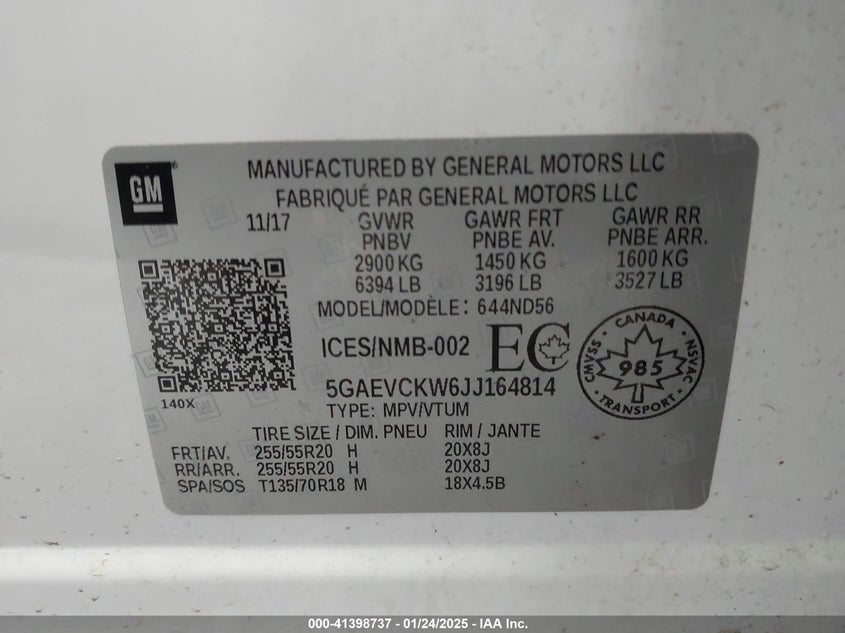 GM
MANUFACTURED BY GENERAL MOTORS LLC
FABRIQUÉ PAR GENERAL MOTORS LLC
11/17 GVWR GAWR FRT GAWR RR
PNBV PNBE AV. PNBE ARR.
2900 KG 1450 KG 1600 KG
6394 LB 3196 LB 3527 LB
MODEL/MODÈLE: 644ND56
ICES/NMB-002 EC
CANADA
CMVSS 985 NSVAC
TRANSPORT
140X
5GAEVCKW6JJ164814
TYPE: MPV/VTUM
TIRE SIZE / DIM. PNEU RIM / JANTE
FRT/AV. 255/55R20 H 20X8J
RR/ARR. 255/55R20 H 20X8J
SPA/SOS T135/70R18 M 18X4.5B
000-41398737 - 01/24/2025 - IAA Inc.